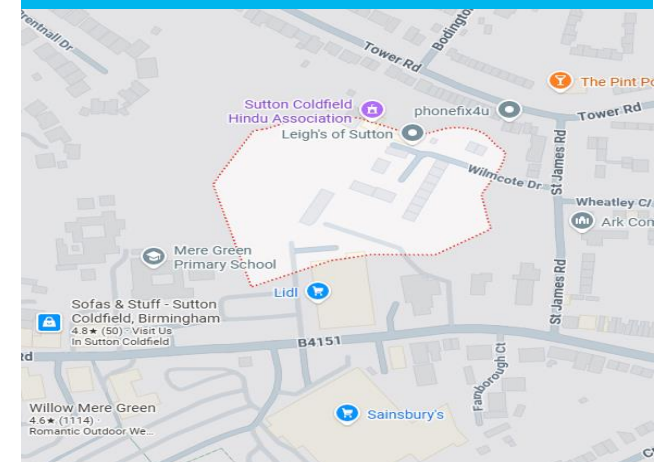 rentnall Dr
Bodington
Tower Rd
The Pint Po
Sutton Coldfield
Hindu Association
phonefix4u
Tower Rd
Leigh's of Sutton
St James Rd
Wilmcote Dr
Wheatley C/
Ark Com
Mere Green
Primary School
Lidl
Sofas & Stuff - Sutton
Coldfield, Birmingham
4.8★ (50) · Visit Us
In Sutton Coldfield
St James Rd
B4151
Rd
Farnborough Ct
Willow Mere Green
4.6★ (1114)
Romantic Outdoor We...
Sainsbury's